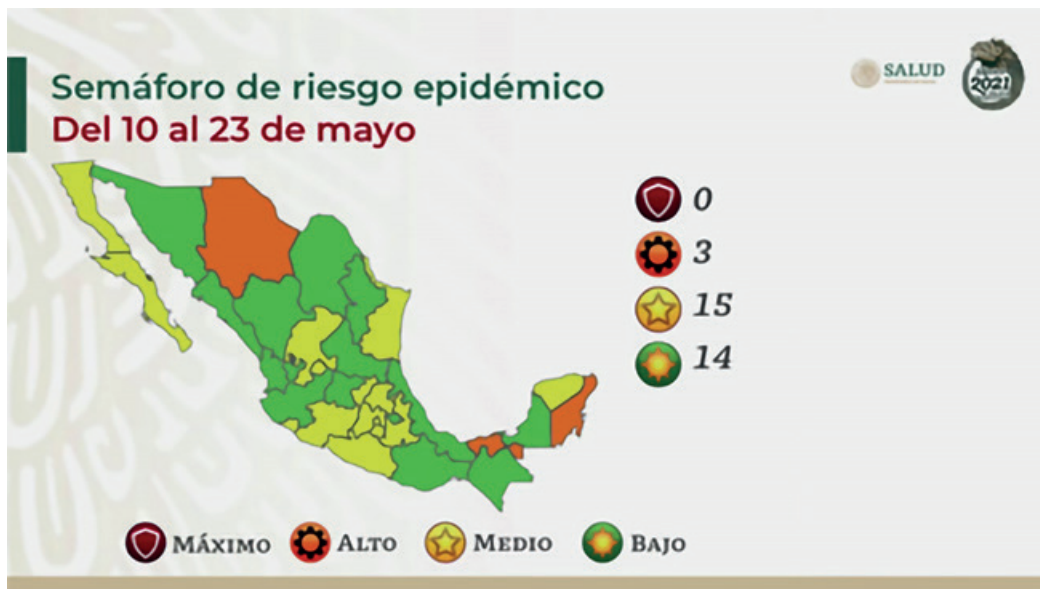 Semáforo de riesgo epidémico
Del 10 al 23 de mayo
SALUD
2021
0
3
15
14
MÁXIMO
ALTO
MEDIO
BAJO